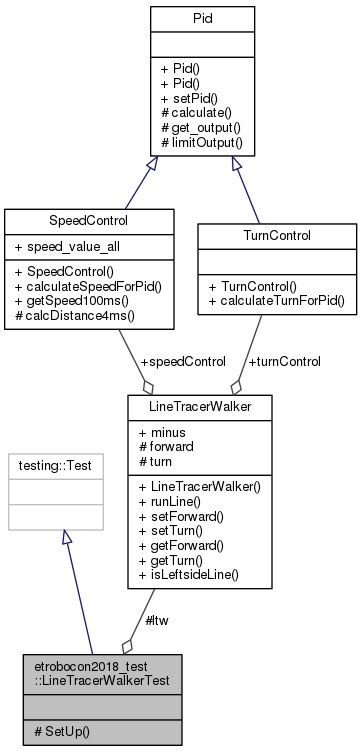 Pid
+ Pid()
+ Pid()
+ setPid()
# calculate()
# get_output()
# limitOutput()
SpeedControl
+ speed_value_all
+ SpeedControl()
+ calculateSpeedForPid()
+ getSpeed100ms()
# calcDistance4ms()
TurnControl
+ TurnControl()
+ calculateTurnForPid()
+speedControl
+turnControl
LineTracerWalker
+ minus
# forward
# turn
+ LineTracerWalker()
+ runLine()
+ setForward()
+ setTurn()
+ getForward()
+ getTurn()
+ isLeftsideLine()
testing::Test
#ltw
etrobocon2018_test
::LineTracerWalkerTest
# SetUp()